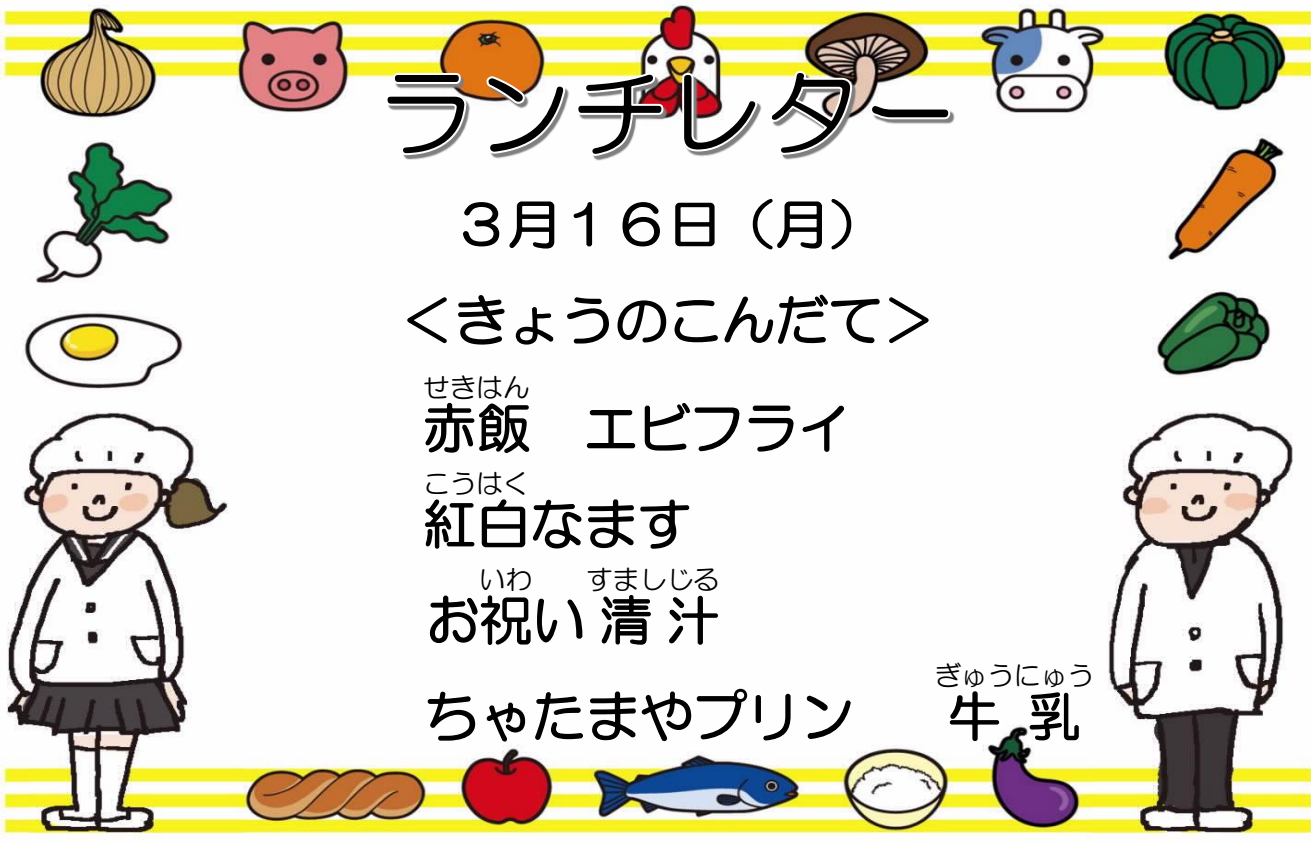 ランチレター
３月１６日（月）
＜きょうのこんだて＞
せきはん
赤飯　エビフライ
こうはく
紅白なます
いわ　すましじる
お祝い清汁
ぎゅうにゅう
ちゃたまやプリン　牛乳